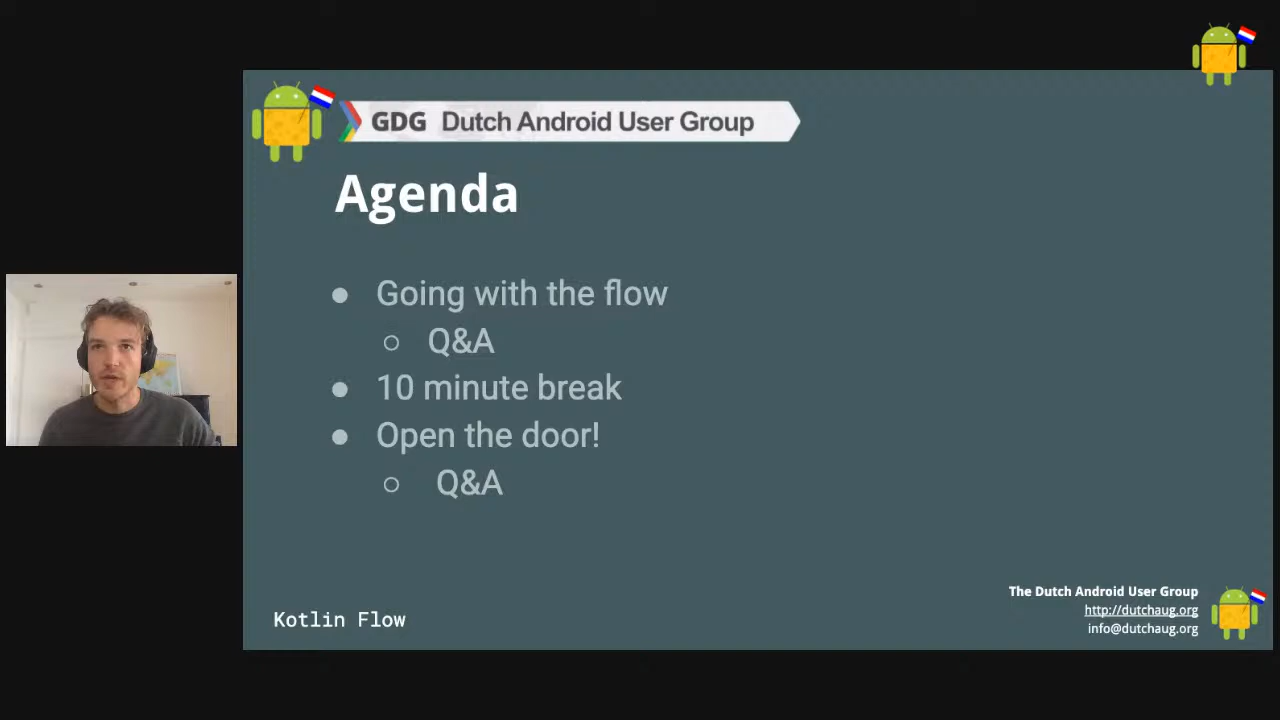 GDG Dutch Android User Group
Agenda
Going with the flow
Q&A
10 minute break
Open the door!
Q&A
Kotlin Flow
The Dutch Android User Group
http://dutchaug.org
info@dutchaug.org